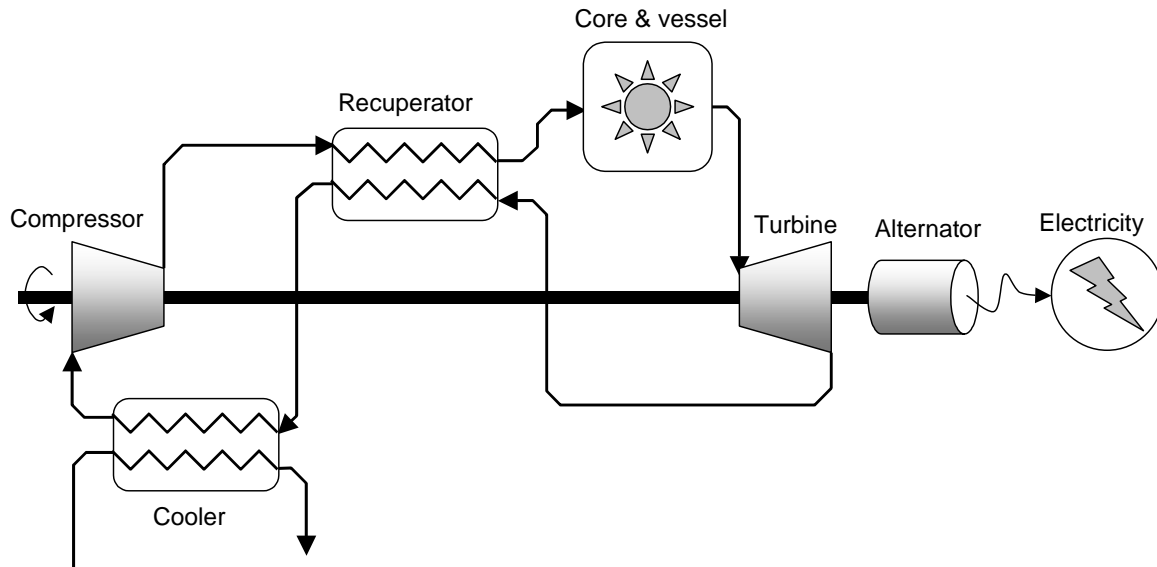 Core & vessel
Recuperator
Compressor
Turbine
Alternator
Electricity
Cooler